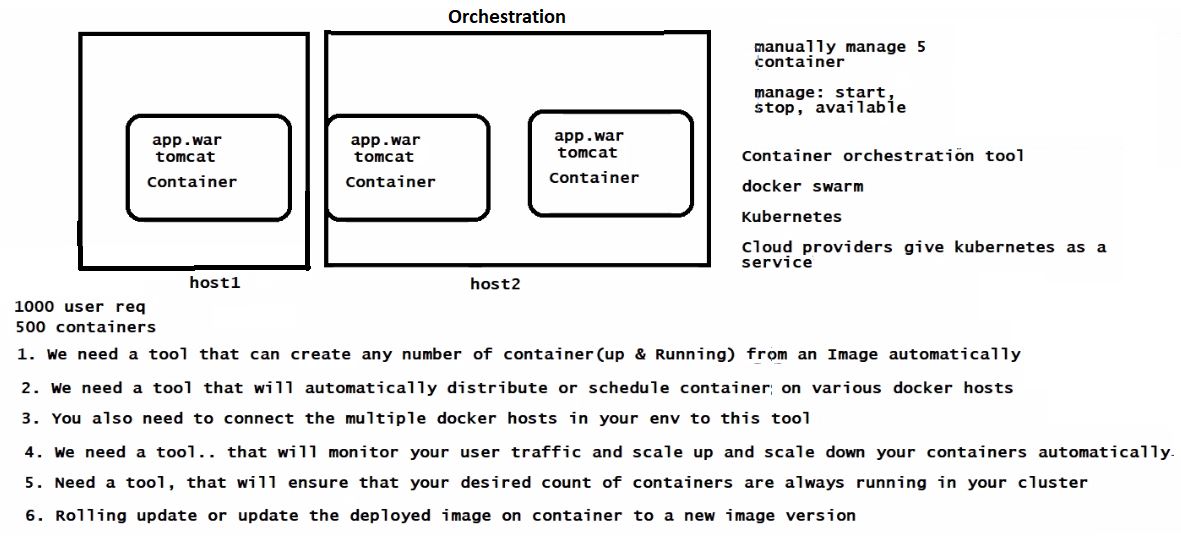 Orchestration
app.war
tomcat
Container
app.war
tomcat
Container
app.war
tomcat
Container
host1
host2
manually manage 5
container
manage: start,
stop, available
Container orchestration tool
docker swarm
Kubernetes
Cloud providers give kubernetes as a
service
1000 user req
500 containers
1. We need a tool that can create any number of container(up & Running) from an Image automatically
2. We need a tool that will automatically distribute or schedule container on various docker hosts
3. You also need to connect the multiple docker hosts in your env to this tool
4. We need a tool.. that will monitor your user traffic and scale up and scale down your containers automatically.
5. Need a tool, that will ensure that your desired count of containers are always running in your cluster
6. Rolling update or update the deployed image on container to a new image version